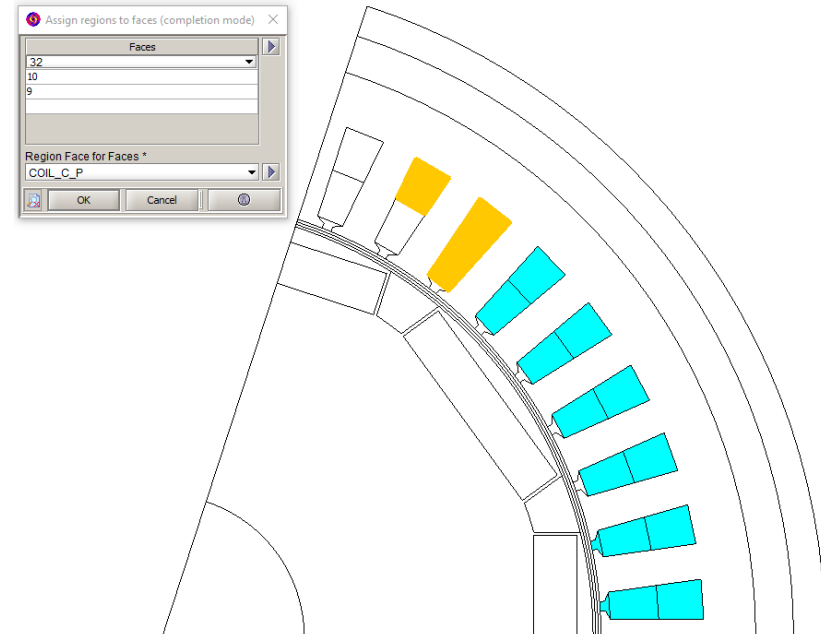 Assign regions to faces (completion mode)
Faces
32
10
9
Region Face for Faces *
COIL_C_P
OK
Cancel